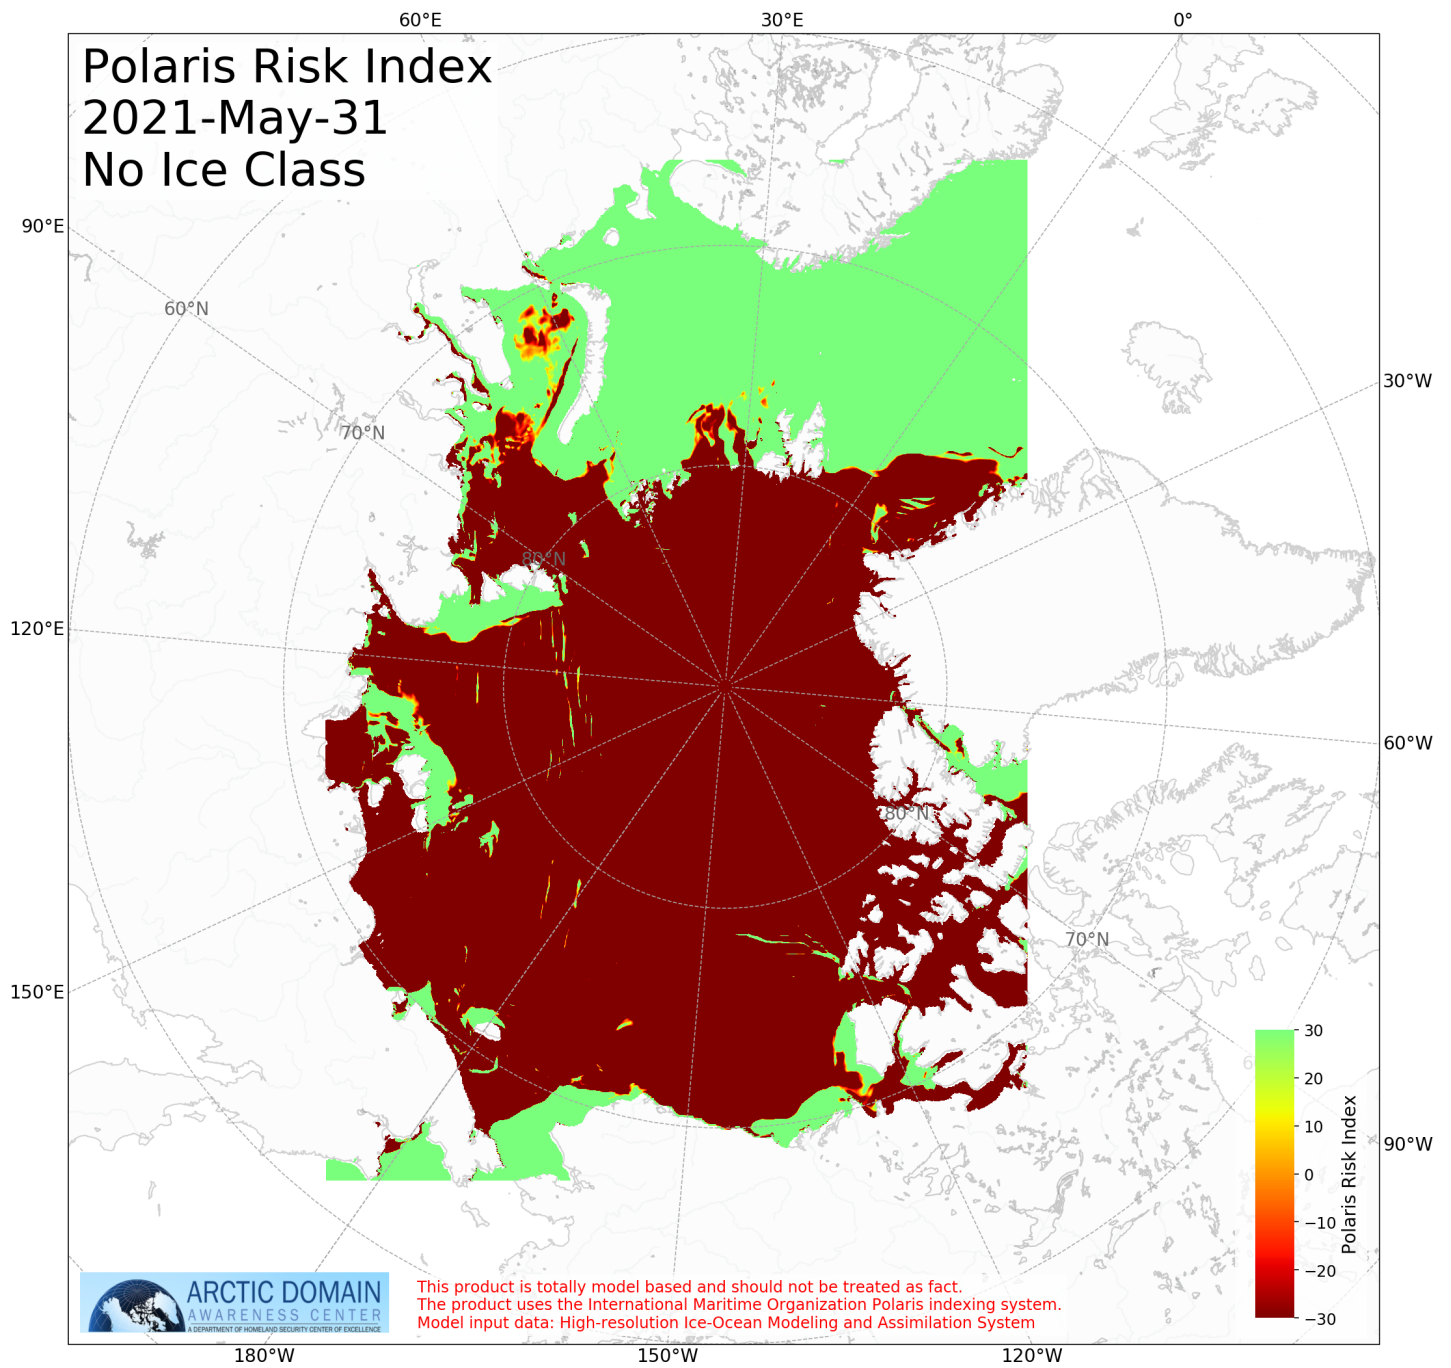 60°E
30°E
0°
Polaris Risk Index
2021-May-31
No Ice Class
90°E
60°N
30°W
70°N
80°N
120°E
60°W
80°N
70°N
150°E
30
20
10
0
−10
−20
−30
Polaris Risk Index
90°W
ARCTIC DOMAIN
AWARENESS CENTER
A DEPARTMENT OF HOMELAND SECURITY CENTER OF EXCELLENCE
This product is totally model based and should not be treated as fact.
The product uses the International Maritime Organization Polaris indexing system.
Model input data: High-resolution Ice-Ocean Modeling and Assimilation System
180°W
150°W
120°W